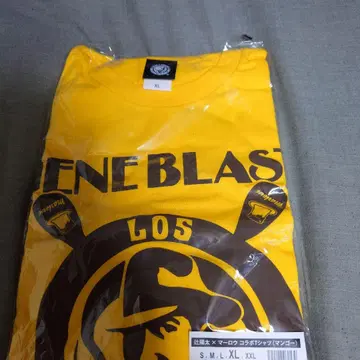 XL
ENE BLAS
LOS
辻陽太 × マーロウ コラボTシャツ(マンゴー)
S . M . L . XL . XXL